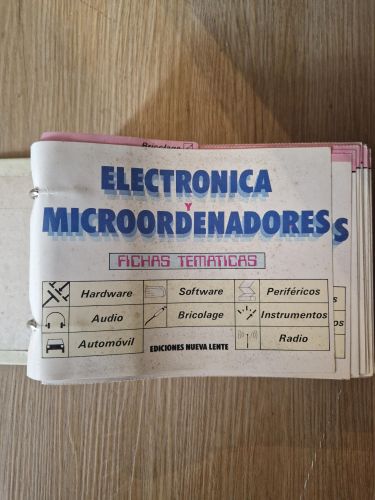 Bricolage
ELECTRONICA
Y
MICROORDENADORES
S
FICHAS TEMATICAS
Hardware
Software
Periféricos
Audio
Bricolage
Instrumentos
Automóvil
EDICIONES NUEVA LENTE
Radio